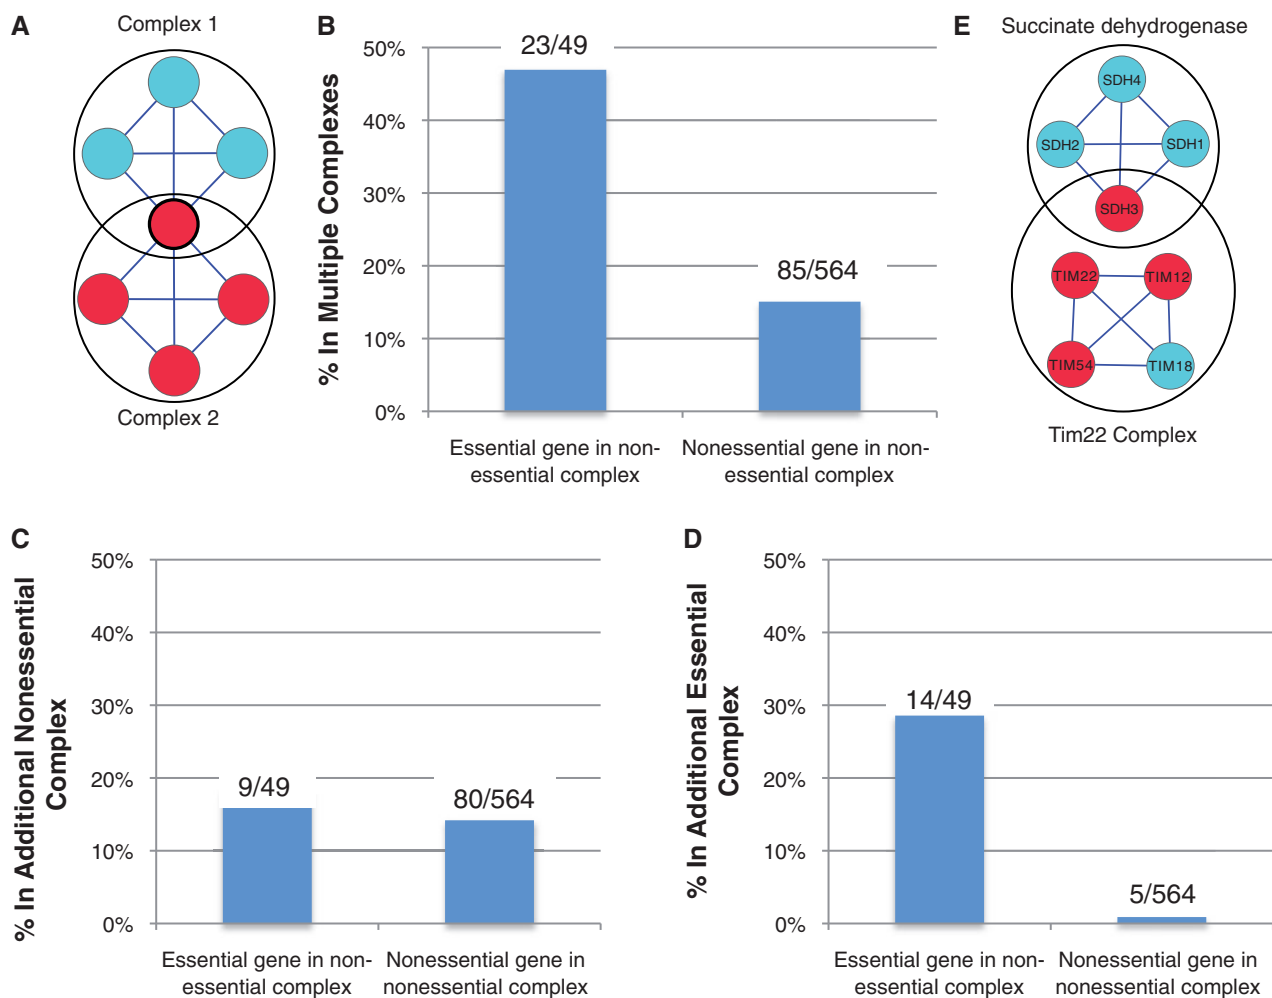 A
Complex 1
Complex 2
B
% In Multiple Complexes
50%
40%
30%
20%
10%
0%
23/49
85/564
Essential gene in non-
essential complex
Nonessential gene in non-
essential complex
E
Succinate dehydrogenase
SDH4
SDH2
SDH1
SDH3
TIM22
TIM12
TIM54
TIM18
Tim22 Complex
C
% In Additional Nonessential
Complex
50%
40%
30%
20%
10%
0%
9/49
80/564
Essential gene in non-
essential complex
Nonessential gene in
nonessential complex
D
% In Additional Essential
Complex
50%
40%
30%
20%
10%
0%
14/49
5/564
Essential gene in non-
essential complex
Nonessential gene in
nonessential complex